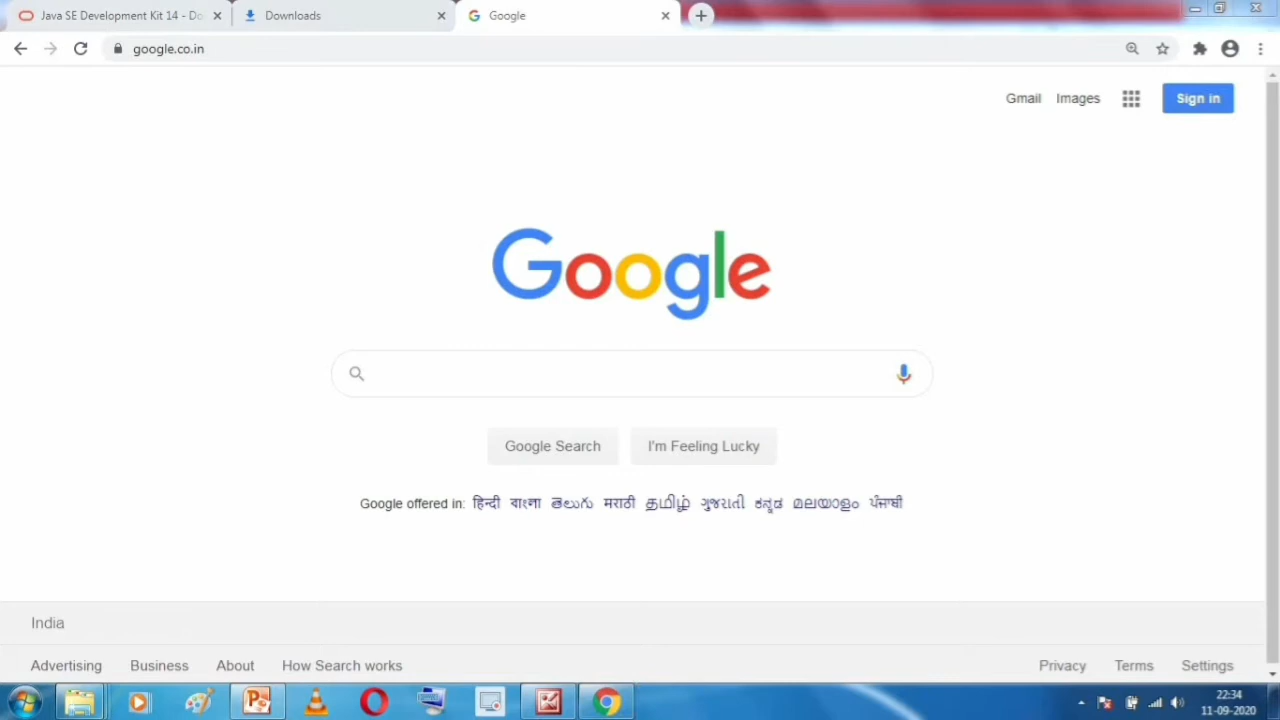 Java SE Development Kit 14 - Do
Downloads
Google
google.co.in
Gmail Images Sign in
Google
Google Search I'm Feeling Lucky
Google offered in: हिन्दी বাংলা తెలుగు मराठी தமிழ் ગુજરાતી ಕನ್ನಡ മലയാളം ਪੰਜਾਬੀ
India
Advertising Business About How Search works Privacy Terms Settings
22:34
11-09-2020